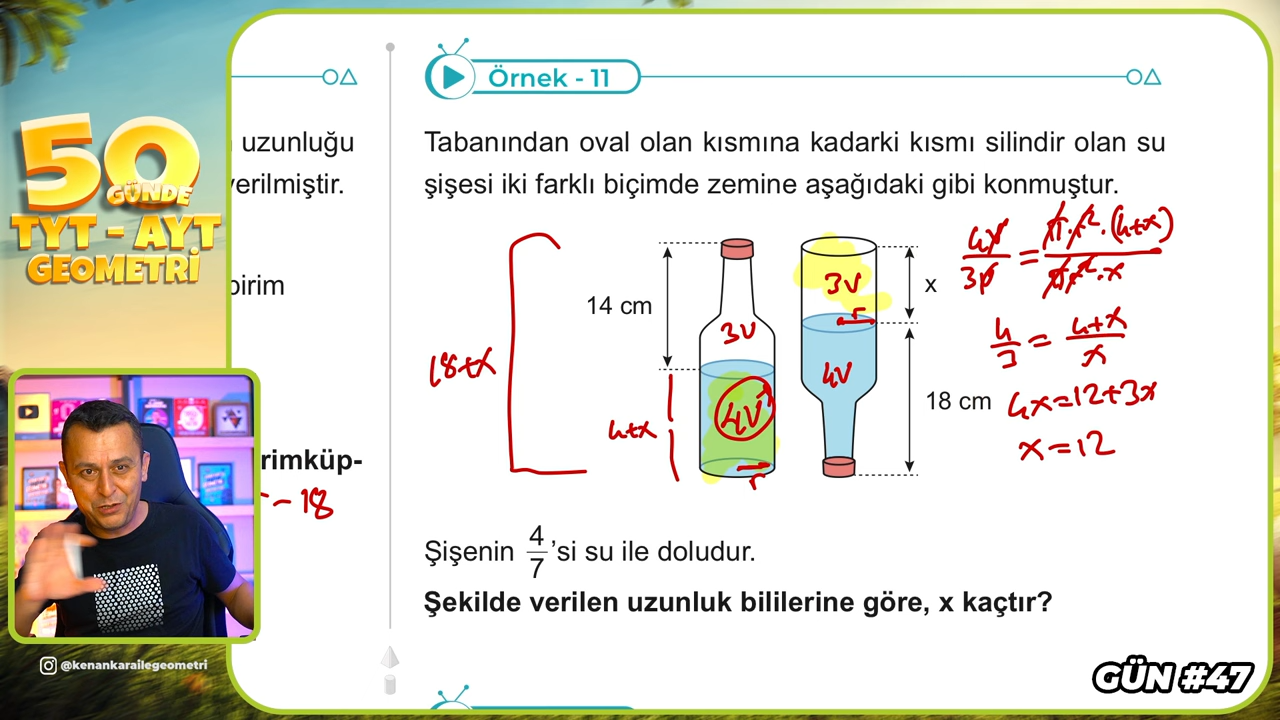 50
GÜNDE
TYT - AYT
GEOMETRİ
uzunluğu
verilmiştir.
birim
rimküp-
- 18
@kenankarailegeometri
Örnek - 11
Tabanından oval olan kısmına kadarki kısmı silindir olan su
şişesi iki farklı biçimde zemine aşağıdaki gibi konmuştur.
18+x
14 cm
3V
4V
4+x
r
3V
r
4V
x
18 cm
4V/3V = π.r².(4+x)/π.r².x
4/3 = 4+x/x
4x=12+3x
x=12
Şişenin 4/7'si su ile doludur.
Şekilde verilen uzunluk bililerine göre, x kaçtır?
GÜN #47